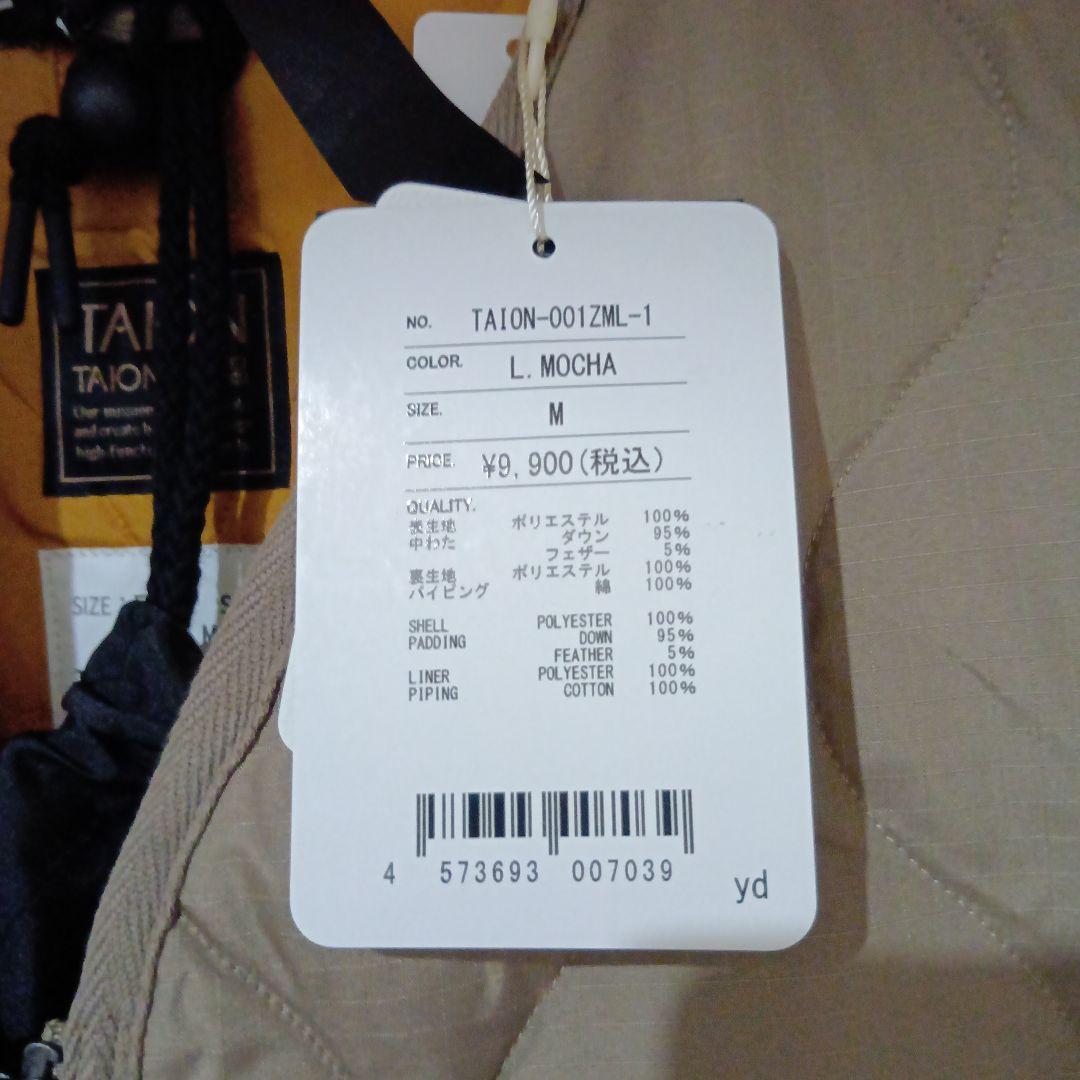 NO. TAION-001ZML-1
COLOR. L.MOCHA
SIZE. M
PRICE. ¥9,900(税込)
QUALITY.
表生地 ポリエステル 100%
中わた ダウン 95%
フェザー 5%
裏生地 ポリエステル 100%
パイピング 綿 100%
SHELL POLYESTER 100%
PADDING DOWN 95%
FEATHER 5%
LINER POLYESTER 100%
PIPING COTTON 100%
4 573693 007039
yd
TAION
SIZE